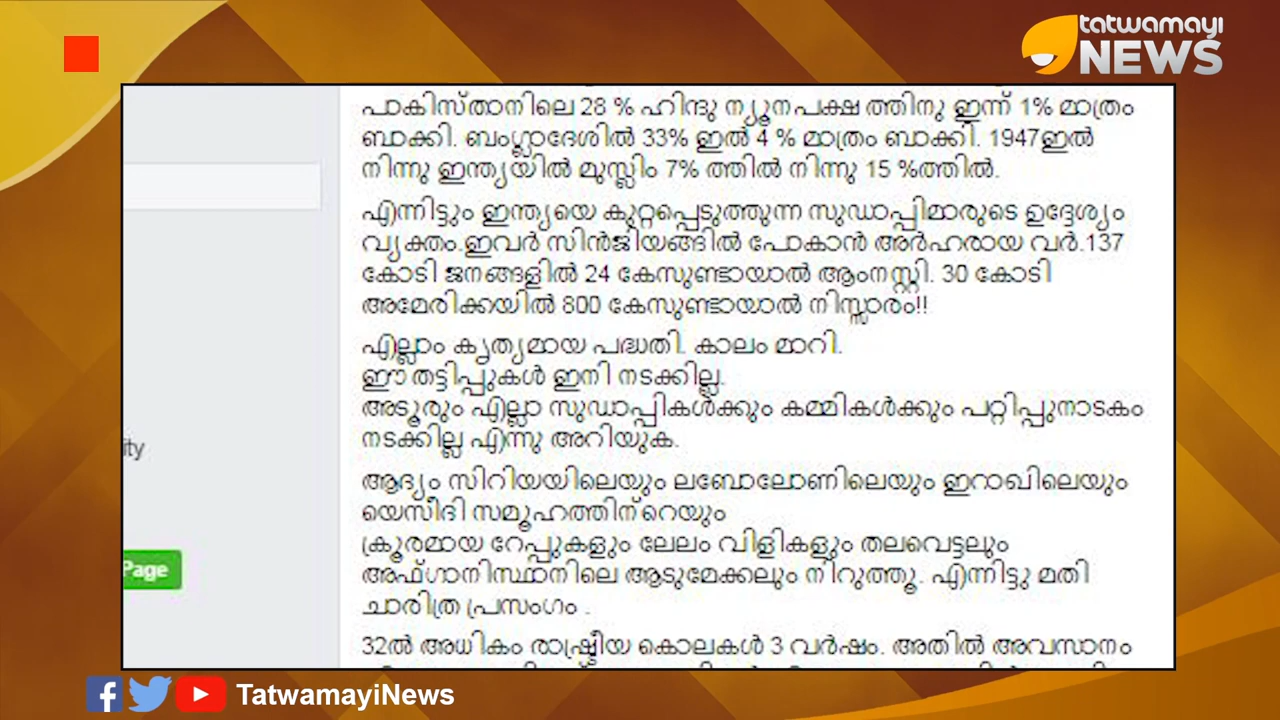 tatwamayi
NEWS
പാകിസ്താനിലെ 28 % ഹിന്ദു ന്യൂനപക്ഷ ത്തിനു ഇന്ന് 1% മാത്രം
ബാക്കി. ബംഗ്ലാദേശിൽ 33% ഇൽ 4 % മാത്രം ബാക്കി. 1947ഇൽ
നിന്നു ഇന്ത്യയിൽ മുസ്ലിം 7% ത്തിൽ നിന്നു 15 %ത്തിൽ.
എന്നിട്ടും ഇന്ത്യയെ കുറ്റപ്പെടുത്തുന്ന സുഡാപ്പിമാരുടെ ഉദ്ദേശ്യം
വ്യക്തം.ഇവർ സിൻജിയങ്ങിൽ പോകാൻ അർഹരായ വർ.137
കോടി ജനങ്ങളിൽ 24 കേസുണ്ടായാൽ ആംനസ്റ്റി. 30 കോടി
അമേരിക്കയിൽ 800 കേസുണ്ടായാൽ നിസ്സാരം!!
എല്ലാം കൃത്യമായ പദ്ധതി. കാലം മാറി.
ഈ തട്ടിപ്പുകൾ ഇനി നടക്കില്ല.
അടൂരും എല്ലാ സുഡാപ്പികൾക്കും കമ്മികൾക്കും പറ്റിപ്പുനാടകം
നടക്കില്ല എന്നു അറിയുക.
ity
ആദ്യം സിറിയയിലെയും ലബോലോണിലെയും ഇറാഖിലെയും
യെസീദി സമൂഹത്തിന്റെയും
ക്രൂരമായ റേപ്പുകളും ലേലം വിളികളും തലവെട്ടലും
Page
അഫ്ഗാനിസ്ഥാനിലെ ആടുമേക്കലും നിറുത്തൂ. എന്നിട്ടു മതി
ചാരിത്ര പ്രസംഗം .
32ൽ അധികം രാഷ്ട്രീയ കൊലകൾ 3 വർഷം. അതിൽ അവസാനം
TatwamayiNews